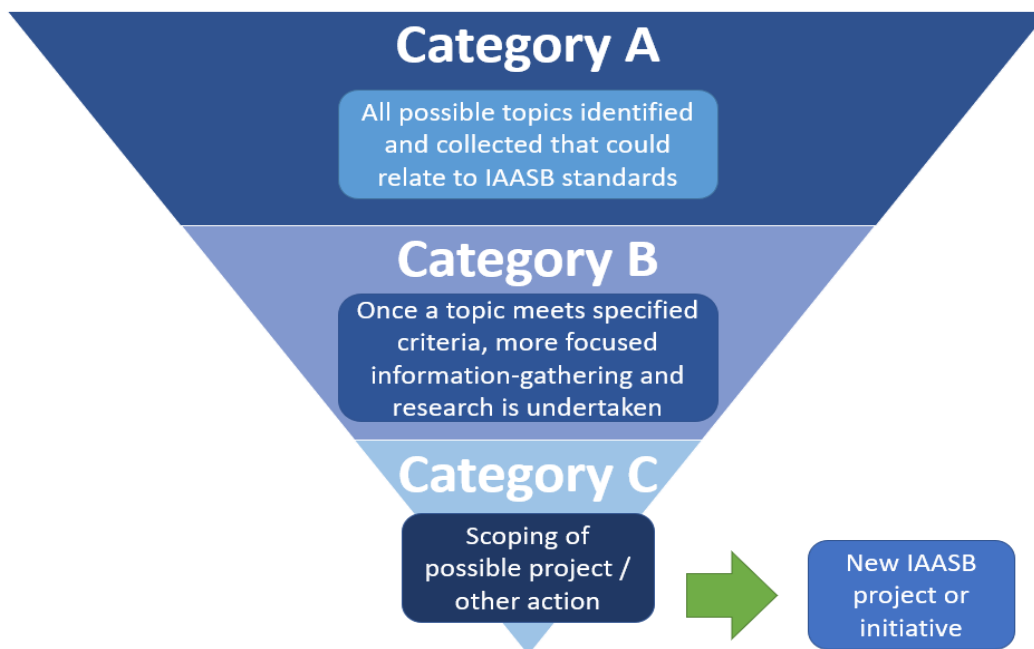 Category A
All possible topics identified
and collected that could
relate to IAASB standards
Category B
Once a topic meets specified
criteria, more focused
information-gathering and
research is undertaken
Category C
Scoping of
possible project /
other action
New IAASB
project or
initiative